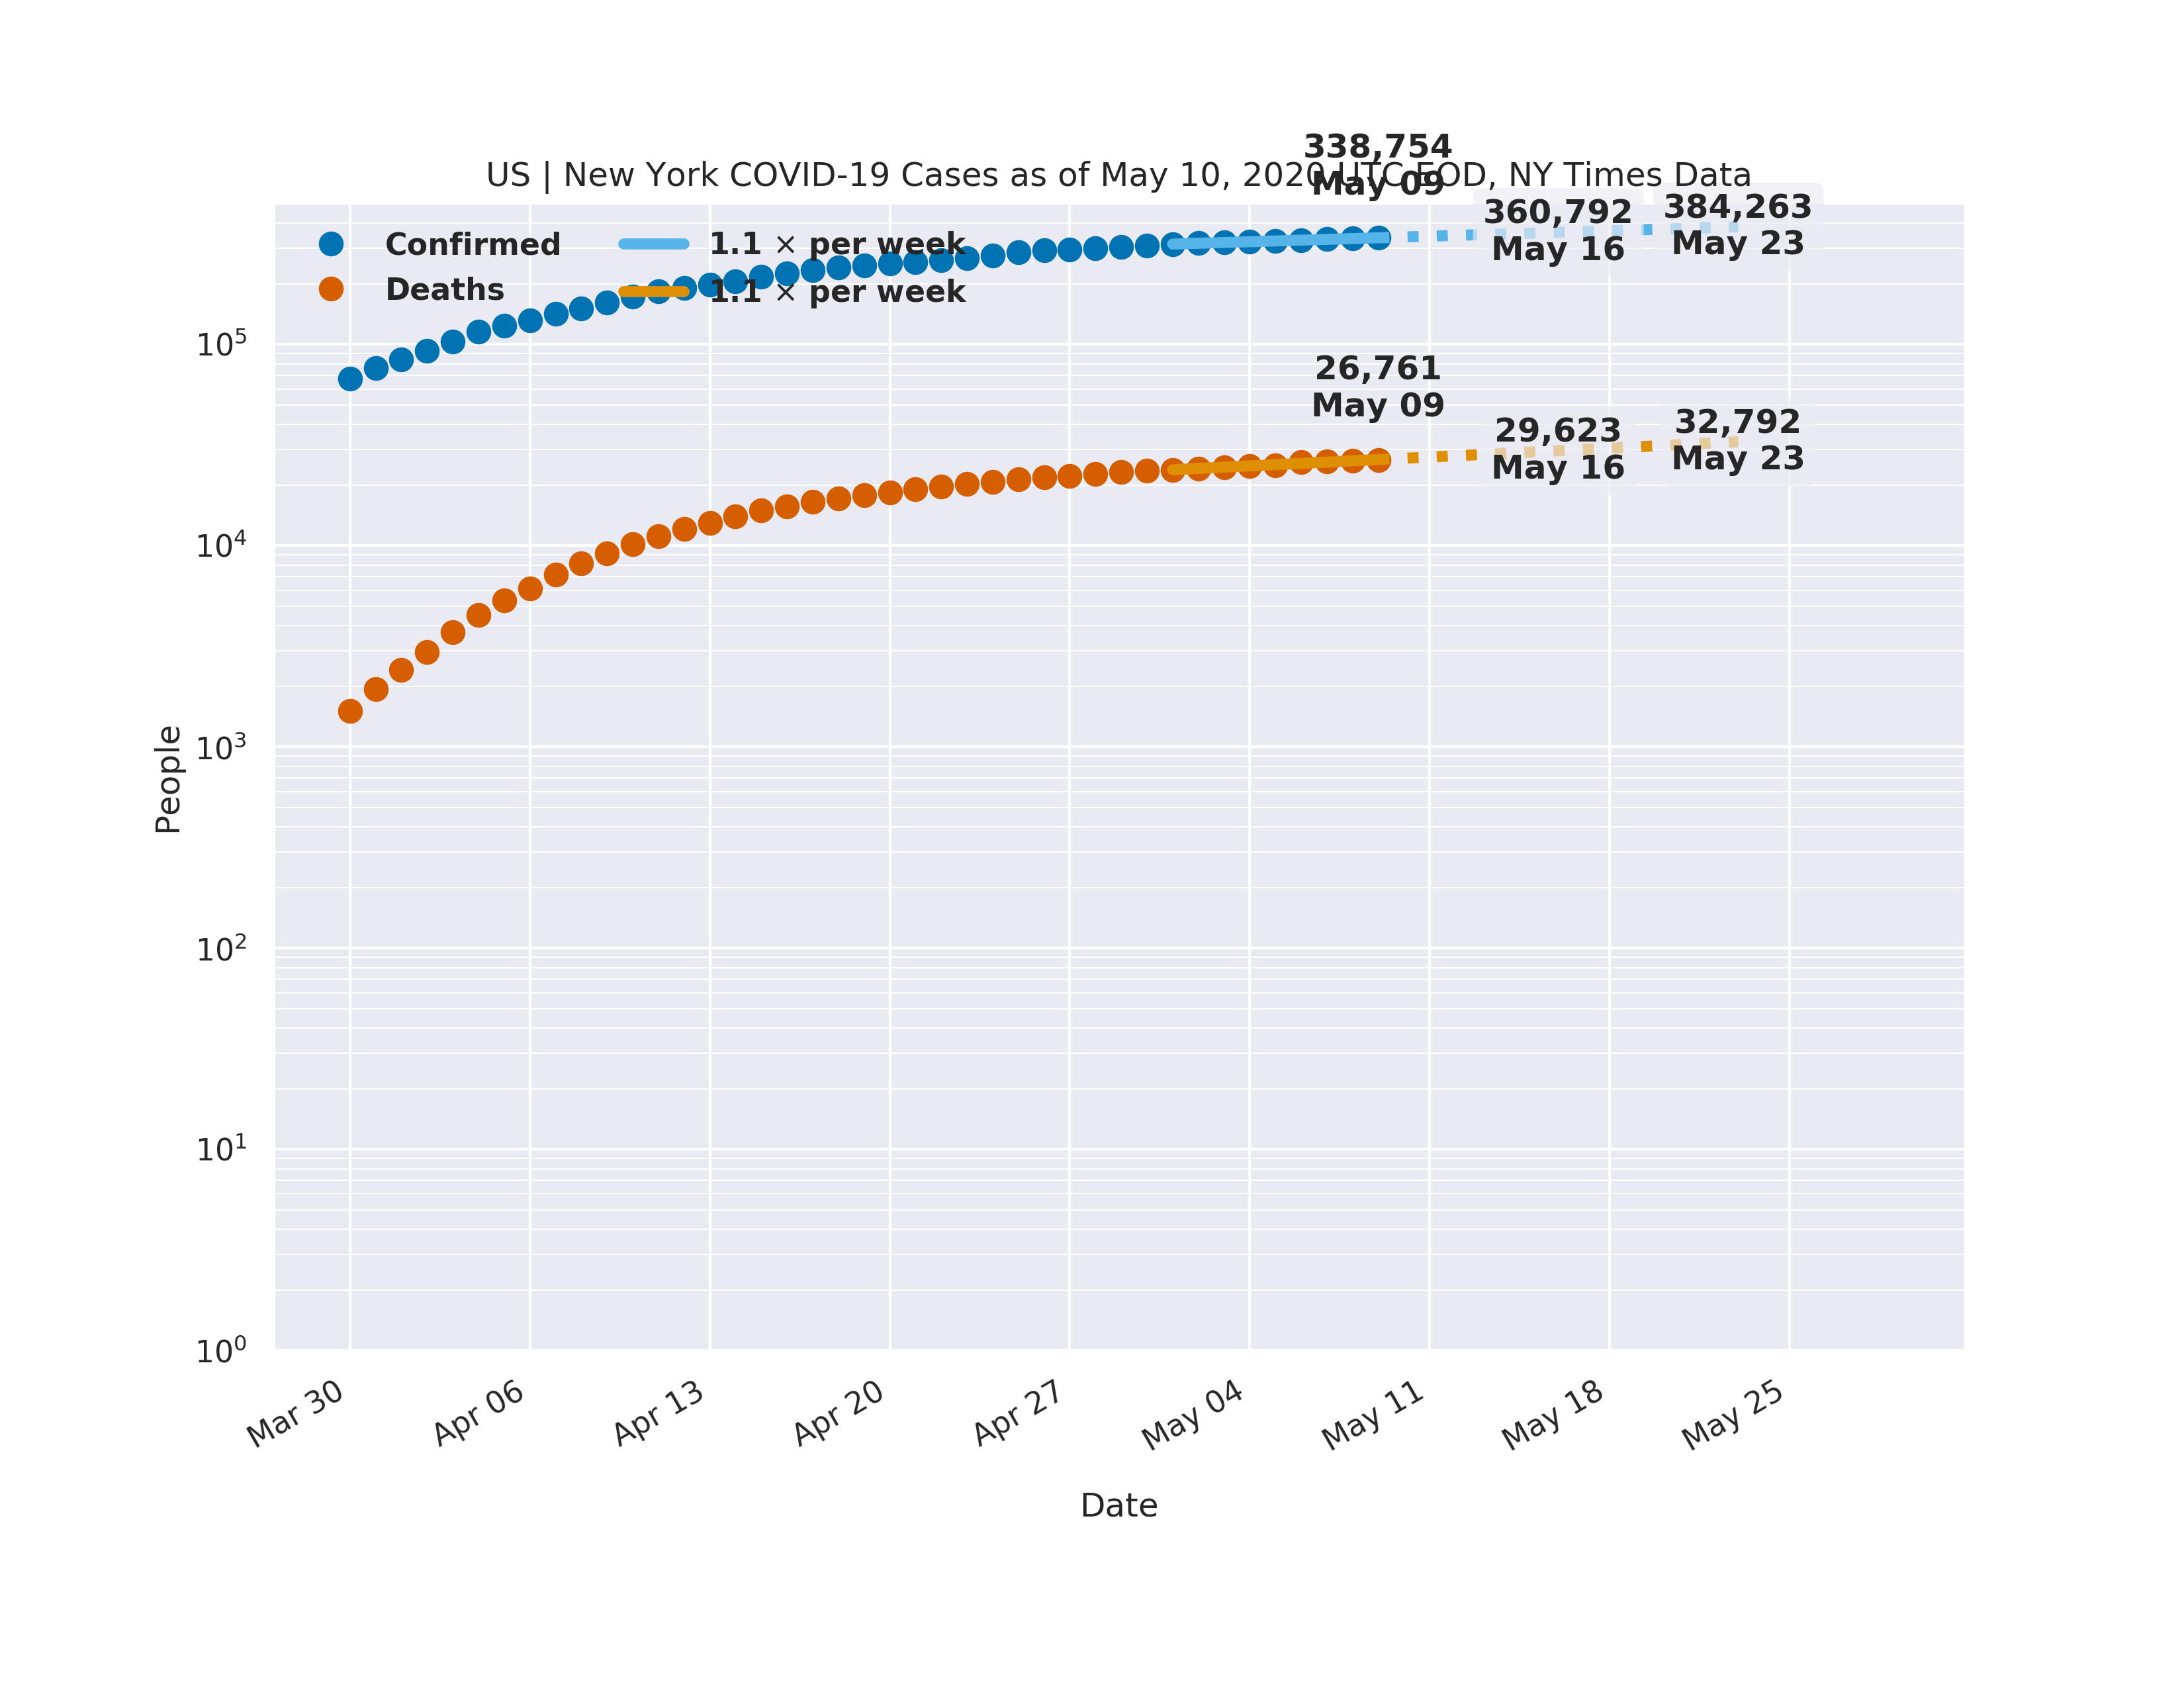 338,754
May 09
US | New York COVID-19 Cases as of May 10, 2020 UTC EOD, NY Times Data
360,792
May 16
384,263
May 23
Confirmed
1.1 × per week
Deaths
1.1 × per week
26,761
May 09
29,623
May 16
32,792
May 23
People
10⁵
10⁴
10³
10²
10¹
10⁰
Mar 30
Apr 06
Apr 13
Apr 20
Apr 27
May 04
May 11
May 18
May 25
Date